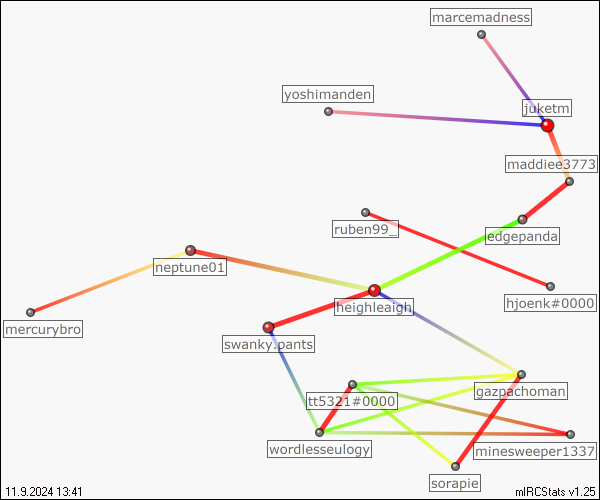 marcemadness
yoshimanden
juketm
maddiee3773
ruben99_
edgepanda
neptune01
hjoenk#0000
heighleaigh
mercurybro
swanky.pants
gazpachoman
tt5321#0000
wordlesseulogy
minesweeper1337
sorapie
11.9.2024 13:41
mIRCStats v1.25